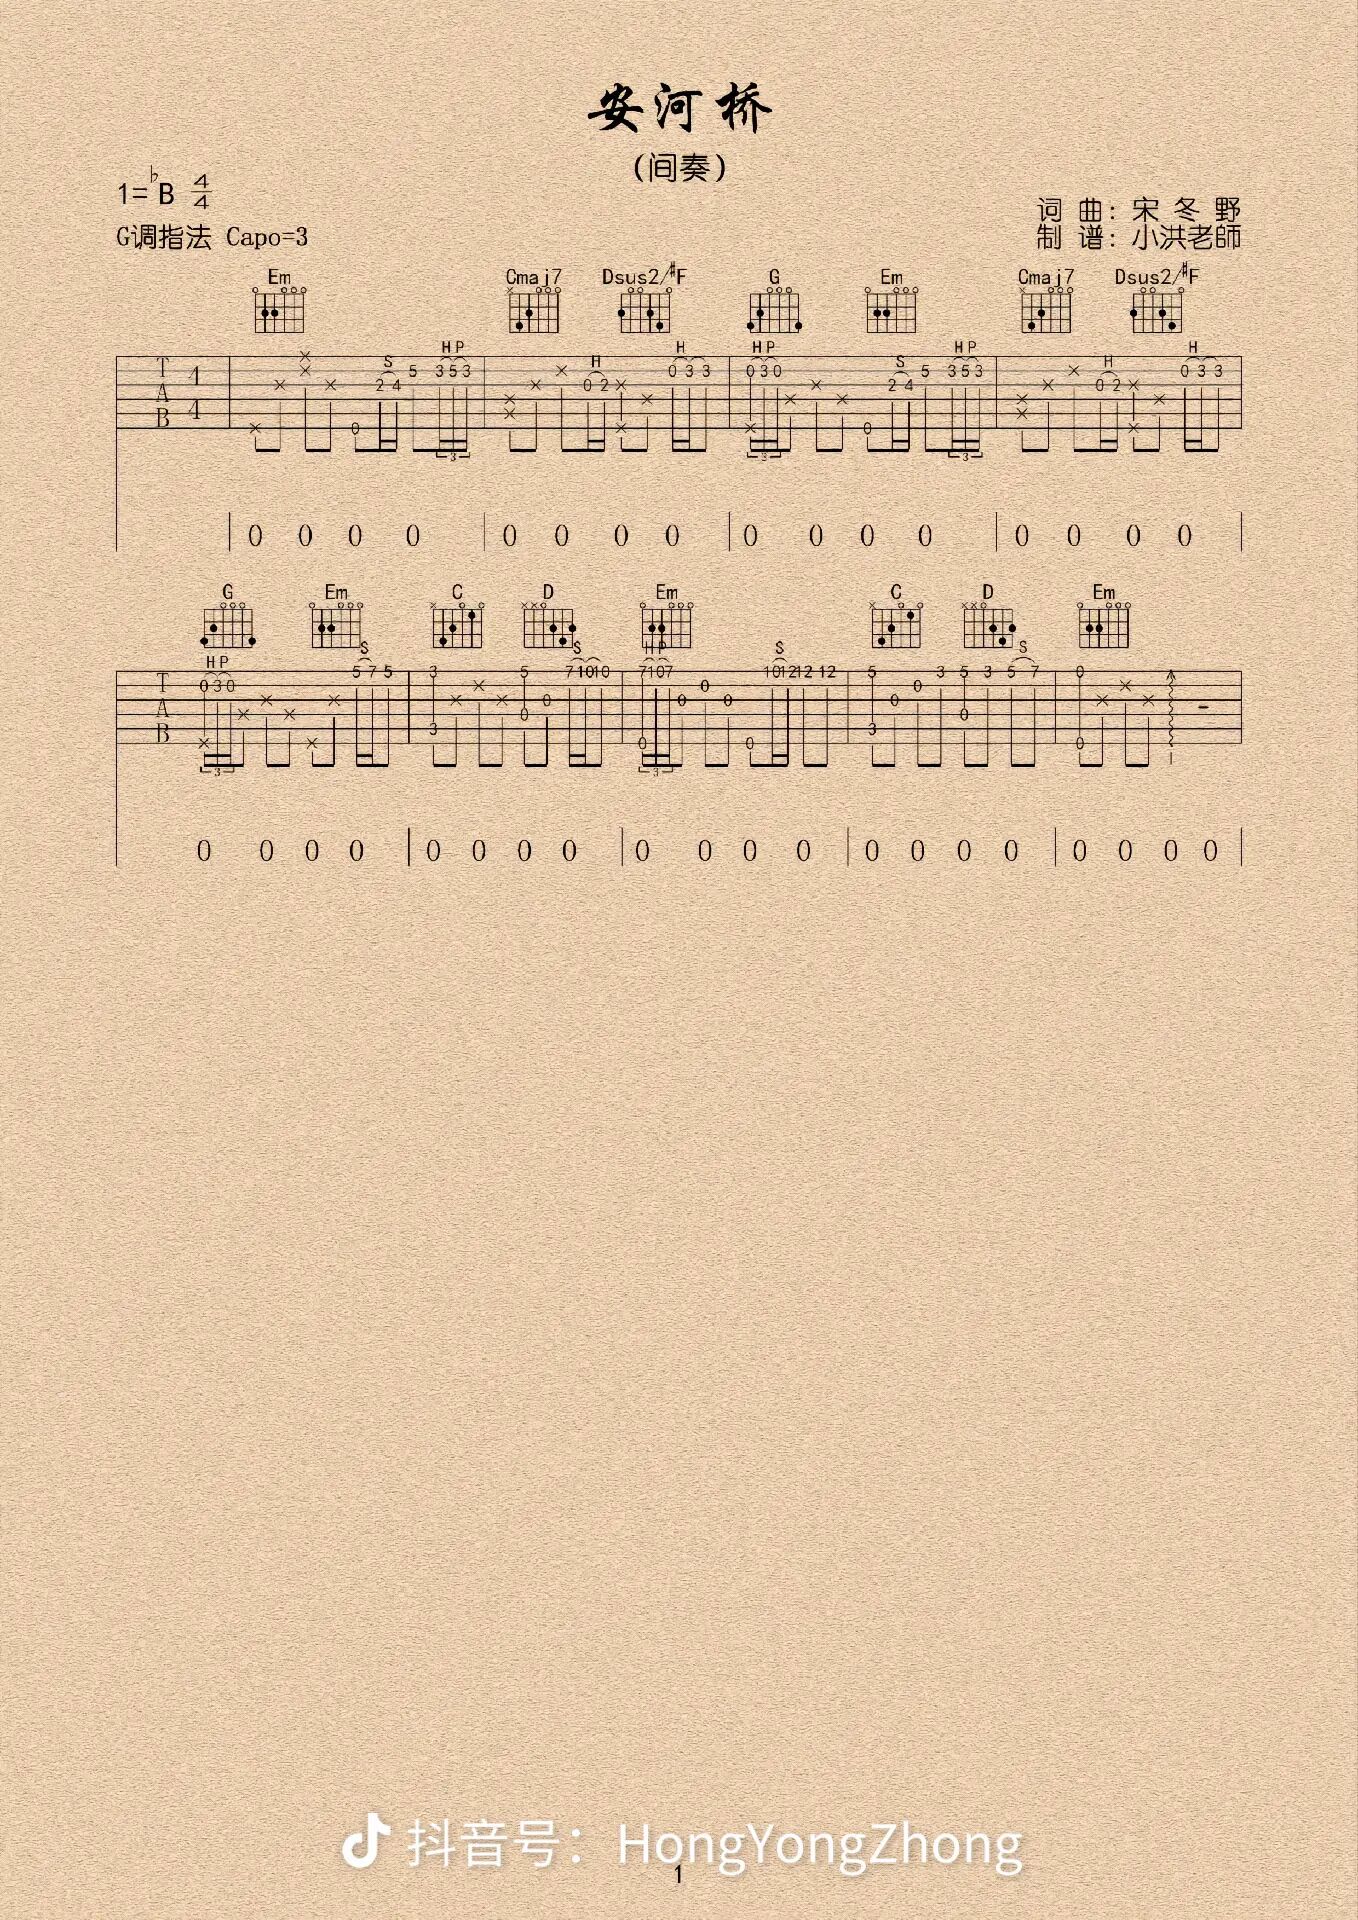 安河桥
(间奏)
1=♭B 4/4
词 曲: 宋 冬 野
G调指法 Capo=3
制 谱: 小洪老師
Em Cmaj7 Dsus2/#F G Em Cmaj7 Dsus2/#F
H P H H H P H P H H
S S
T A B 4 4
× × × × × 0 2 4 5 3 5 3 × × × × 0 2 × × × 0 3 3 0 3 0 × × × × 0 2 4 5 3 5 3 × × × × 0 2 × × × 0 3 3
3 3 3
0 0 0 0 0 0 0 0 0 0 0 0 0 0 0 0
G Em C D Em C D Em
H P S S H P S S
T A B
0 3 0 × × × × × × 5 7 5 3 3 × × × 5 0 0 7 10 10 7 10 7 0 0 0 0 0 10 12 12 12 5 3 0 0 3 5 0 3 5 7 0 0 × × × -
3 3
0 0 0 0 0 0 0 0 0 0 0 0 0 0 0 0 0 0 0 0
抖音号: HongYongZhong
1